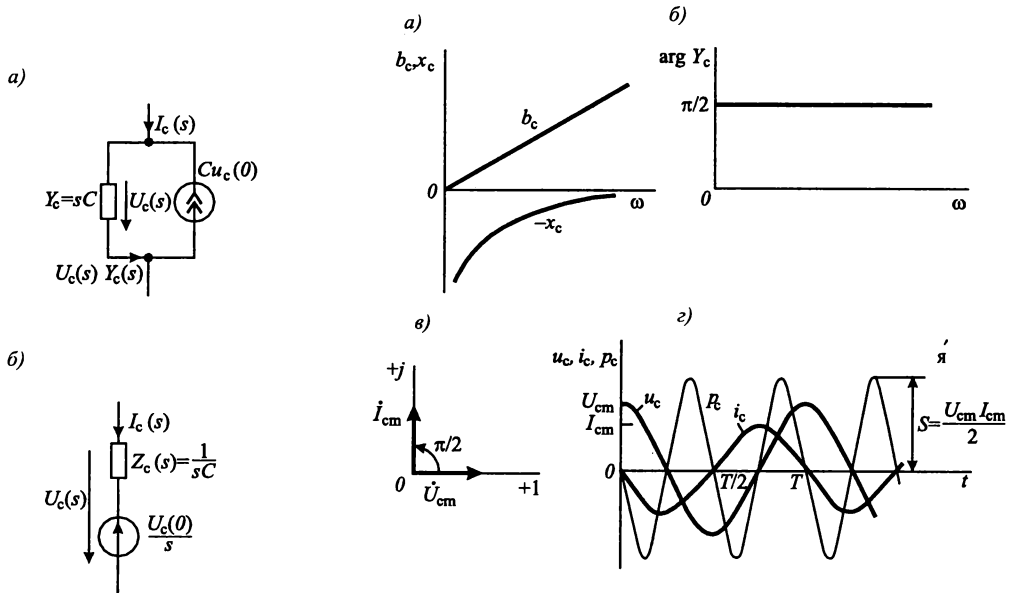 а)
I_c(s)
Cu_c(0)
Y_c=sC
U_c(s)
U_c(s) Y_c(s)
б)
I_c(s)
Z_c(s)=1/sC
U_c(s)
U_c(0)/s
а)
b_c,x_c
b_c
0
ω
–x_c
б)
arg Y_c
π/2
0
ω
в)
+j
İ_cm
π/2
0
U̇_cm
+1
г)
u_c, i_c, p_c
я′
U_cm
u_c
p_c
i_c
I_cm
S=U_cm I_cm/2
0
T/2
T
t